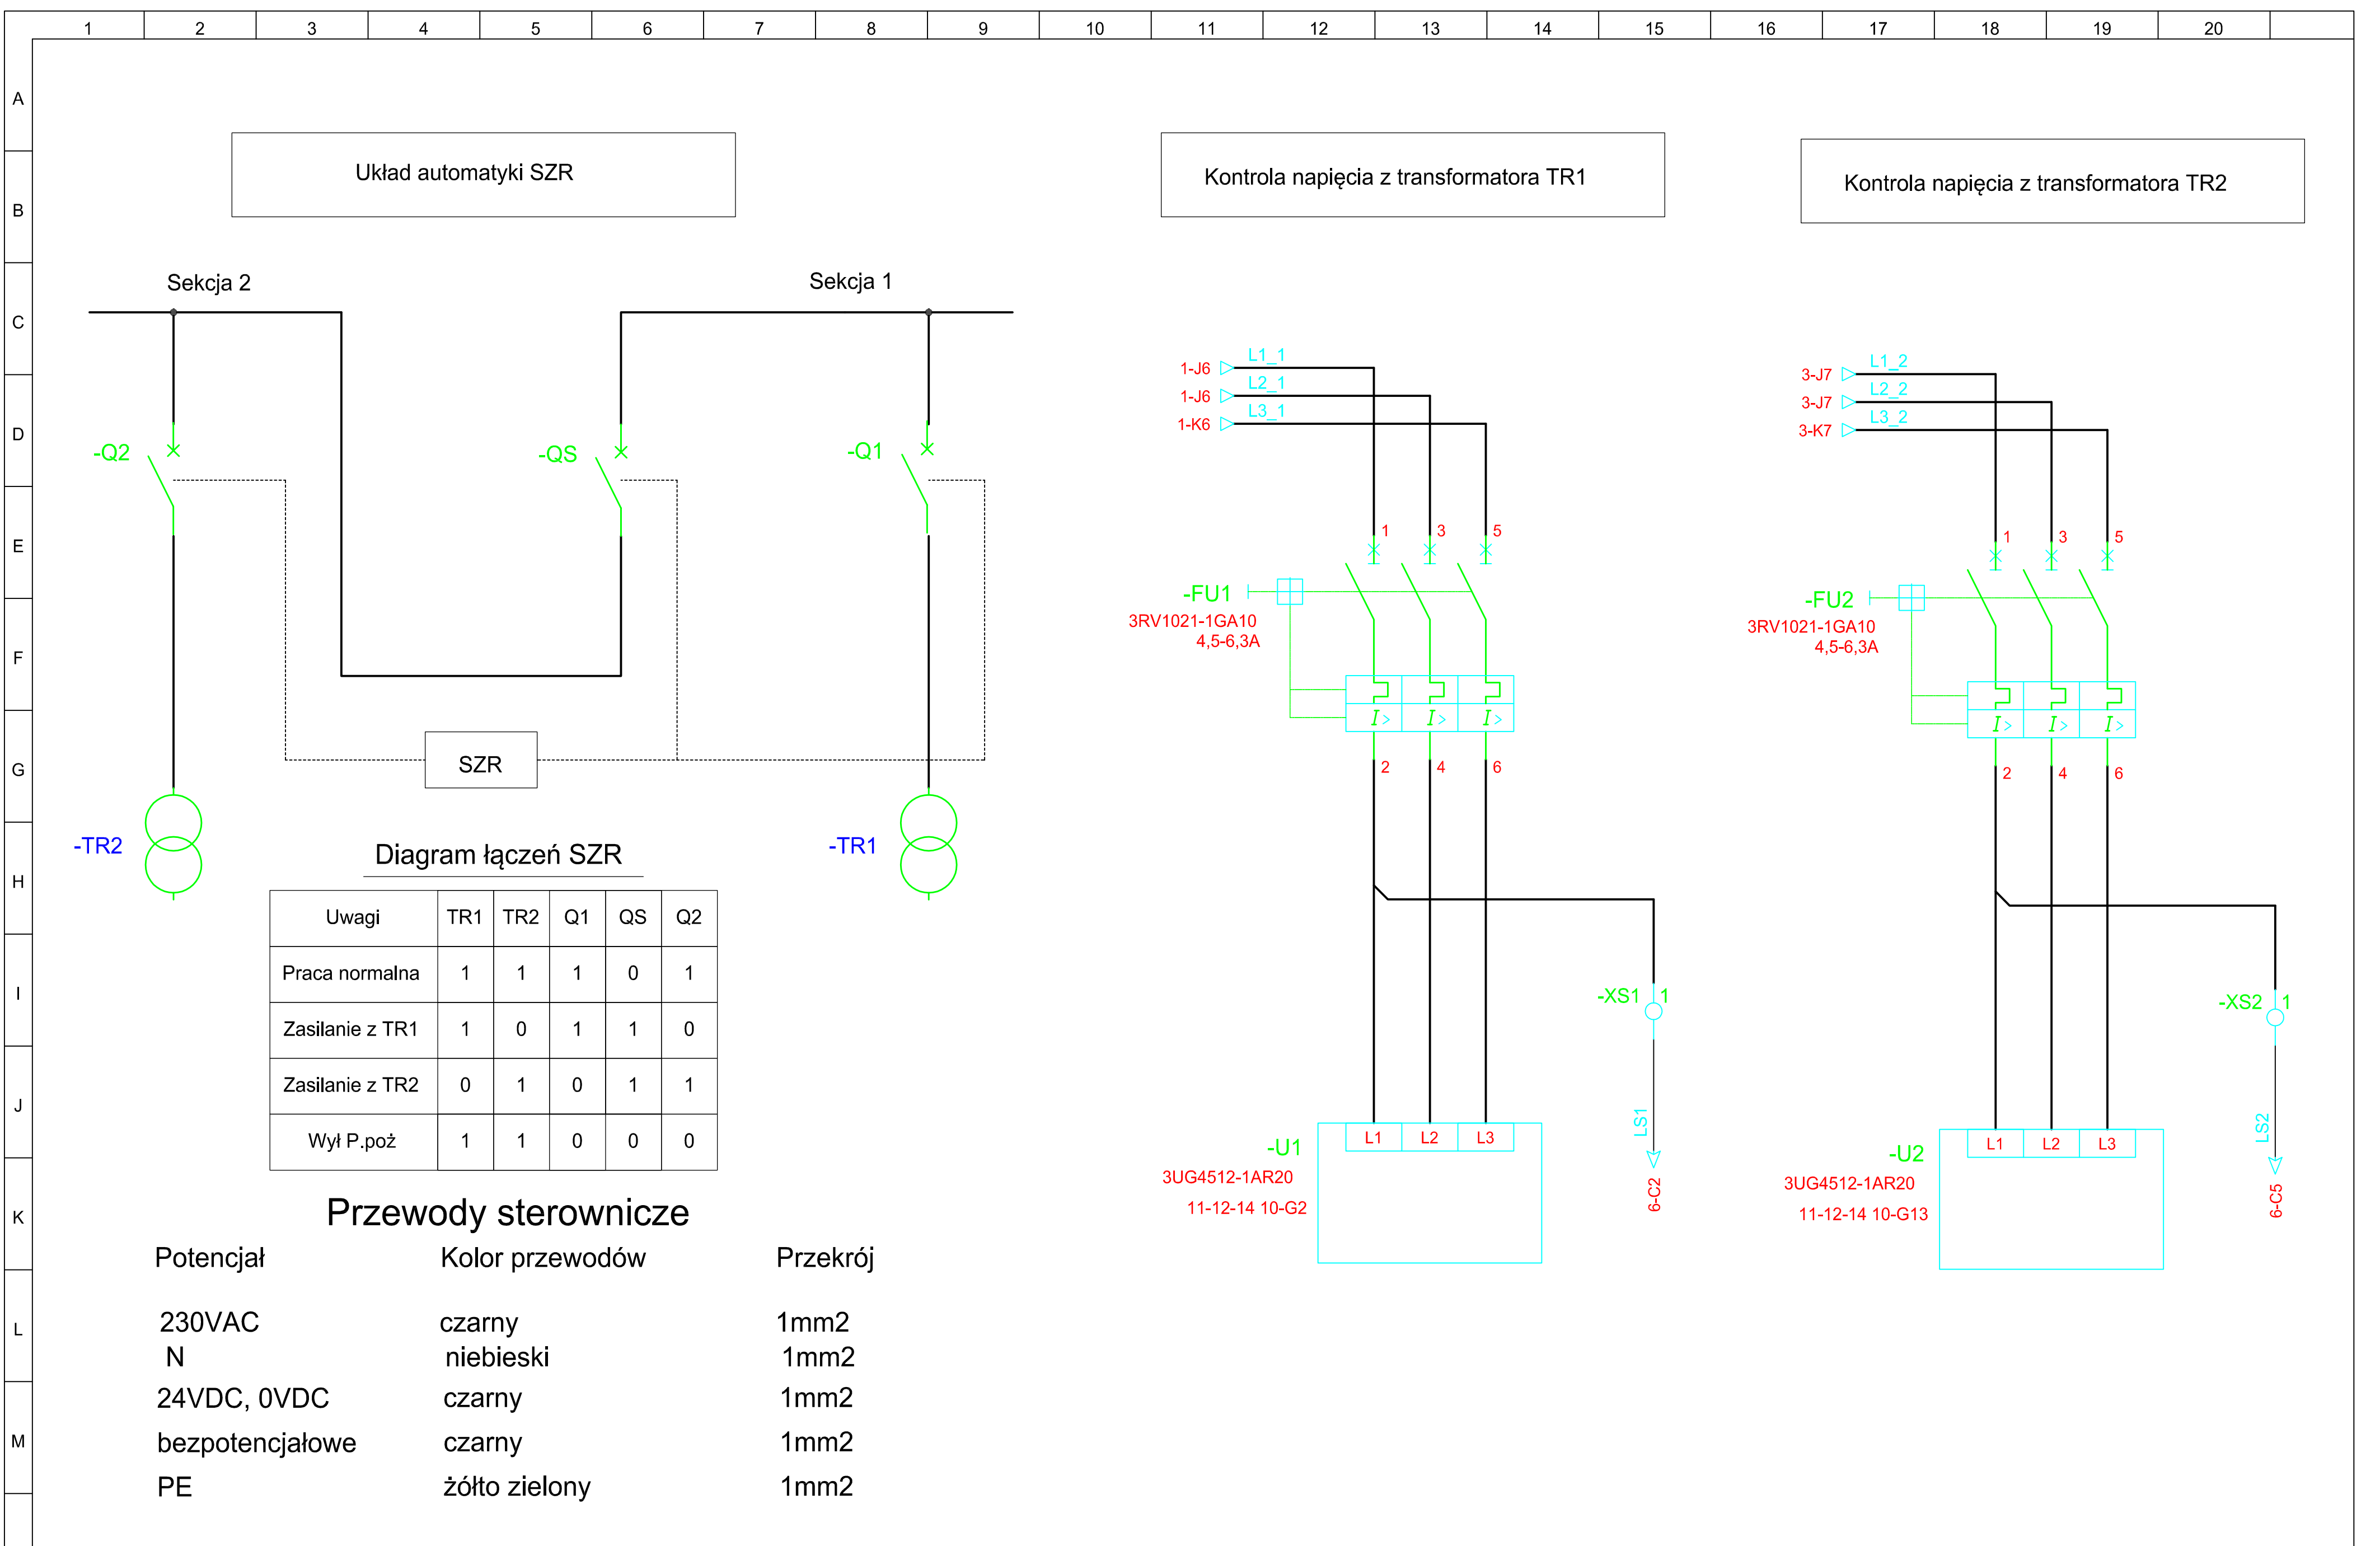 1 2 3 4 5 6 7 8 9 10 11 12 13 14 15 16 17 18 19 20
A
B
C
D
E
F
G
H
I
J
K
L
M
Układ automatyki SZR
Sekcja 2
Sekcja 1
-Q2
-QS
-Q1
SZR
-TR2
-TR1
Diagram łączeń SZR
Uwagi TR1 TR2 Q1 QS Q2
Praca normalna 1 1 1 0 1
Zasilanie z TR1 1 0 1 1 0
Zasilanie z TR2 0 1 0 1 1
Wył P.poż 1 1 0 0 0
Przewody sterownicze
Potencjał Kolor przewodów Przekrój
230VAC czarny 1mm2
N niebieski 1mm2
24VDC, 0VDC czarny 1mm2
bezpotencjałowe czarny 1mm2
PE żółto zielony 1mm2
Kontrola napięcia z transformatora TR1
1-J6 L1_1
1-J6 L2_1
1-K6 L3_1
1 3 5
-FU1
3RV1021-1GA10
4,5-6,3A
I> I> I>
2 4 6
-XS1 1
LS1
6-C2
-U1
L1 L2 L3
3UG4512-1AR20
11-12-14 10-G2
Kontrola napięcia z transformatora TR2
3-J7 L1_2
3-J7 L2_2
3-K7 L3_2
1 3 5
-FU2
3RV1021-1GA10
4,5-6,3A
I> I> I>
2 4 6
-XS2 1
LS2
6-C5
-U2
L1 L2 L3
3UG4512-1AR20
11-12-14 10-G13